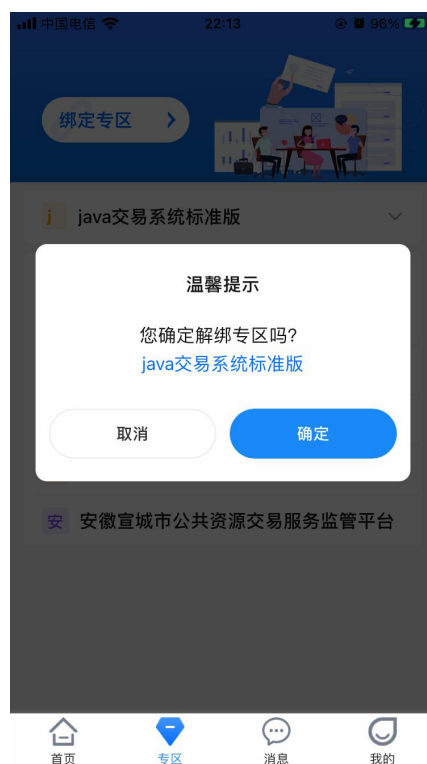 中国电信 22:13 96%
绑定专区
j java交易系统标准版
温馨提示
您确定解绑专区吗?
java交易系统标准版
取消 确定
安 安徽宣城市公共资源交易服务监管平台
首页 专区 消息 我的